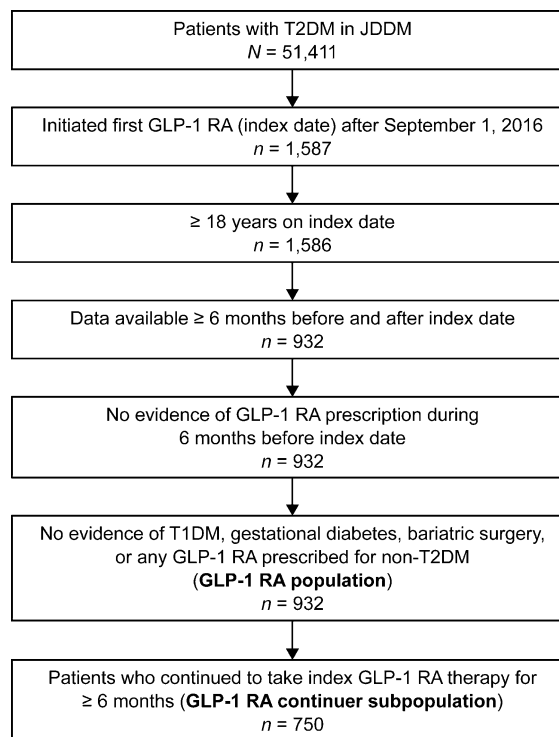 Patients with T2DM in JDDM
N = 51,411
Initiated first GLP-1 RA (index date) after September 1, 2016
n = 1,587
≥ 18 years on index date
n = 1,586
Data available ≥ 6 months before and after index date
n = 932
No evidence of GLP-1 RA prescription during
6 months before index date
n = 932
No evidence of T1DM, gestational diabetes, bariatric surgery,
or any GLP-1 RA prescribed for non-T2DM
(GLP-1 RA population)
n = 932
Patients who continued to take index GLP-1 RA therapy for
≥ 6 months (GLP-1 RA continuer subpopulation)
n = 750